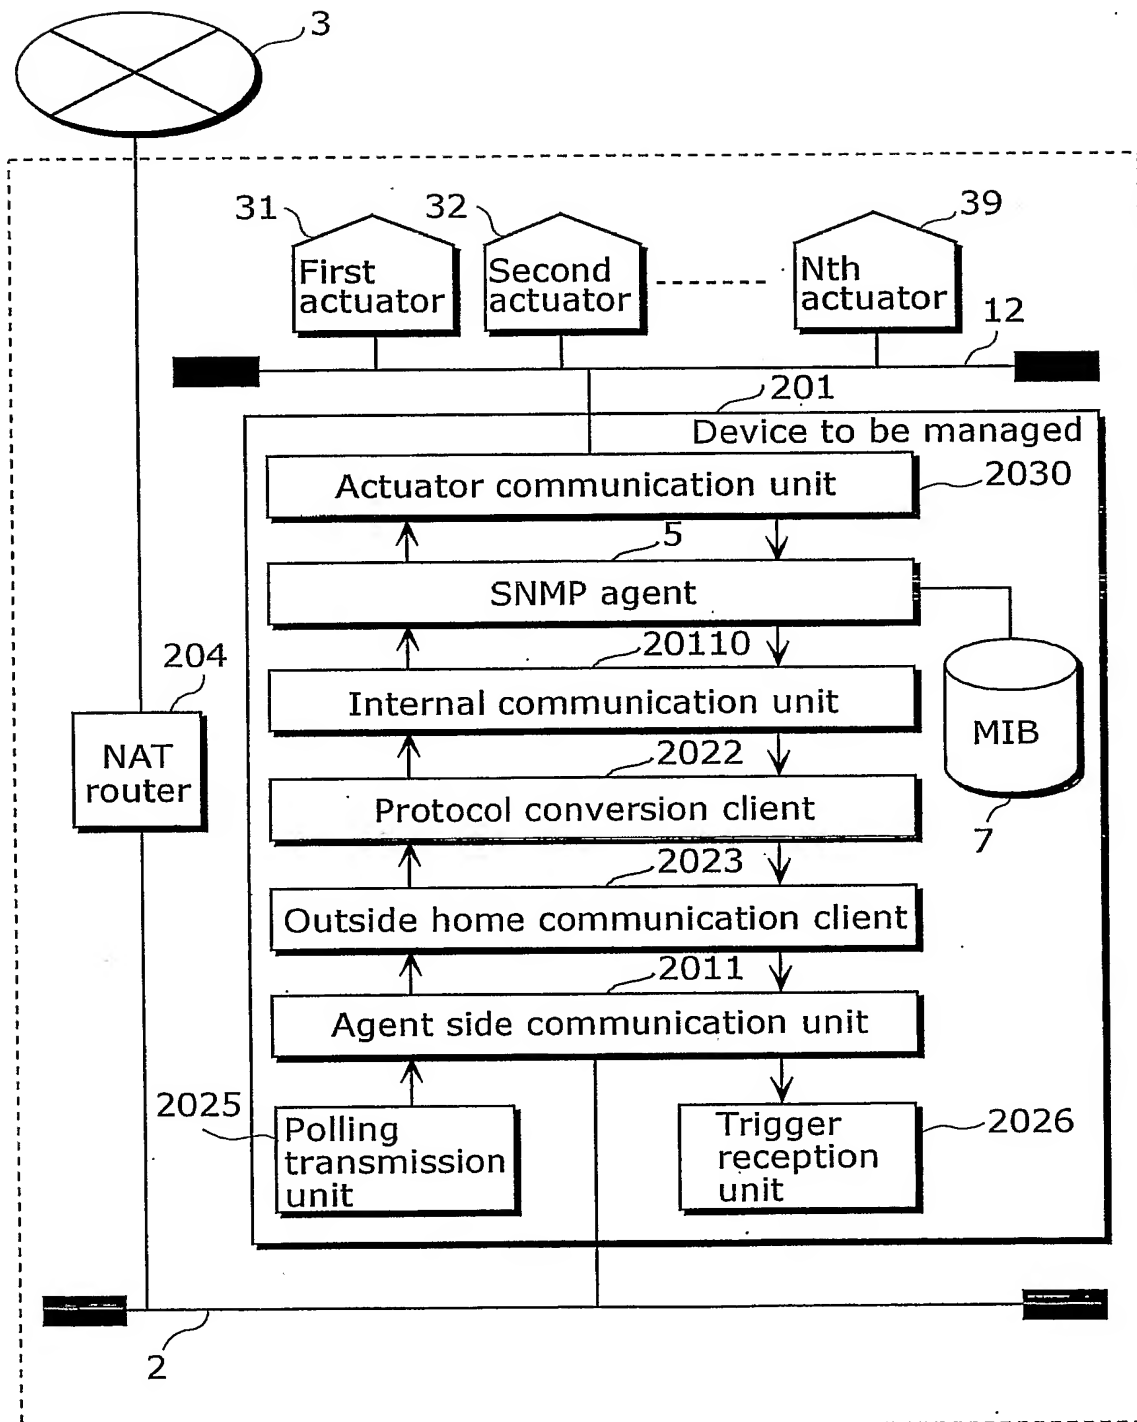 3
31
32
39
First
actuator
Second
actuator
Nth
actuator
12
201
Device to be managed
Actuator communication unit
2030
5
SNMP agent
20110
204
Internal communication unit
MIB
NAT
router
2022
Protocol conversion client
7
2023
Outside home communication client
2011
Agent side communication unit
2025
Polling
transmission
unit
Trigger
reception
unit
2026
2